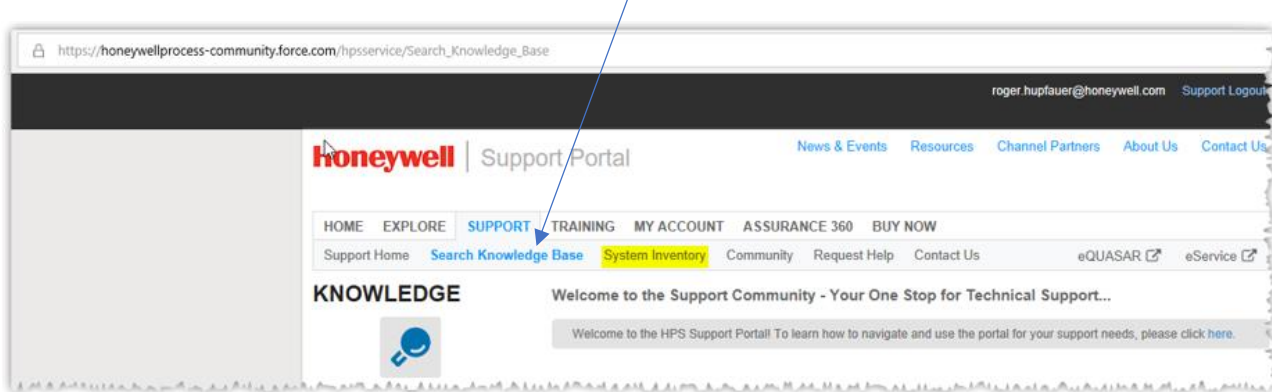 https://honeywellprocess-community.force.com/hpsservice/Search_Knowledge_Base
roger.hupfauer@honeywell.com Support Logout
Honeywell | Support Portal News & Events Resources Channel Partners About Us Contact Us
HOME EXPLORE SUPPORT TRAINING MY ACCOUNT ASSURANCE 360 BUY NOW
Support Home Search Knowledge Base System Inventory Community Request Help Contact Us eQUASAR eService
KNOWLEDGE Welcome to the Support Community - Your One Stop for Technical Support...
Welcome to the HPS Support Portal! To learn how to navigate and use the portal for your support needs, please click here.